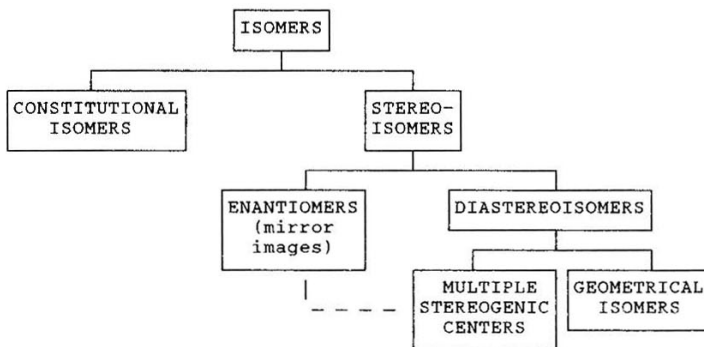 ISOMERS
CONSTITUTIONAL
ISOMERS
STEREO-
ISOMERS
ENANTIOMERS
(mirror
images)
DIASTEREOISOMERS
MULTIPLE
STEREOGENIC
CENTERS
GEOMETRICAL
ISOMERS